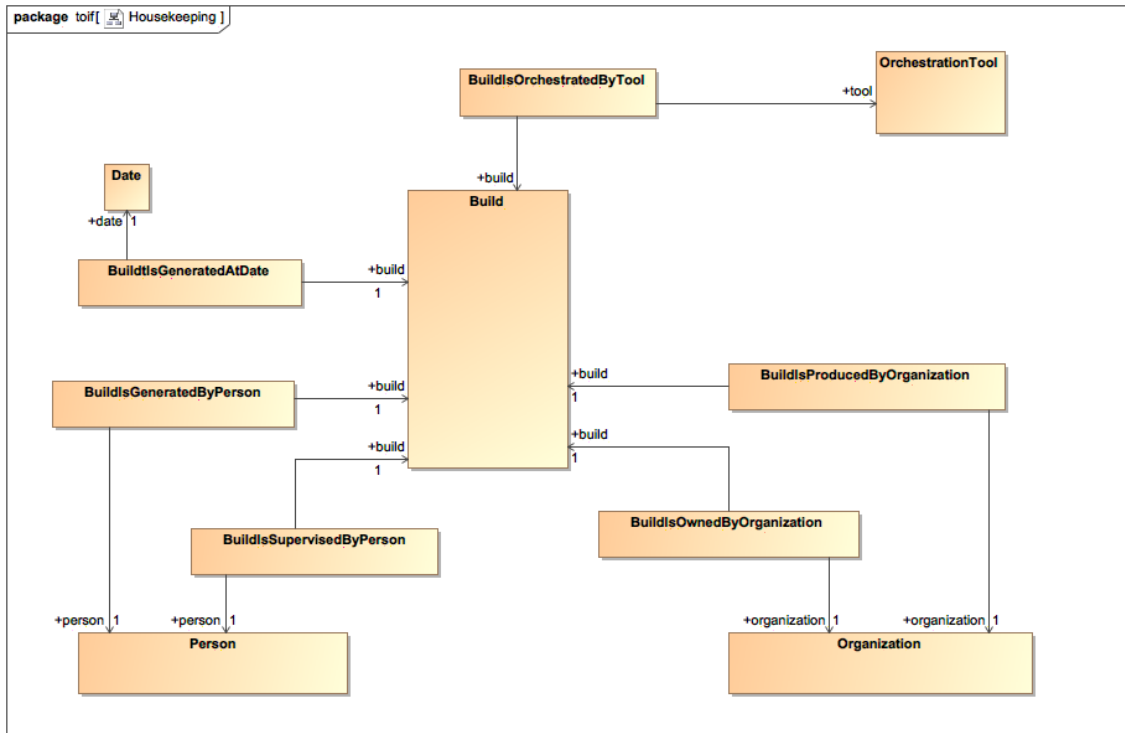 package toif[ Housekeeping ]
OrchestrationTool
BuildIsOrchestratedByTool
+tool
+build
Date
Build
+date 1
BuildtIsGeneratedAtDate
+build
1
BuildIsProducedByOrganization
+build
1
BuildIsGeneratedByPerson
+build
1
+build
1
+build
1
BuildIsOwnedByOrganization
BuildIsSupervisedByPerson
+person 1
+person 1
+organization 1
+organization 1
Person
Organization